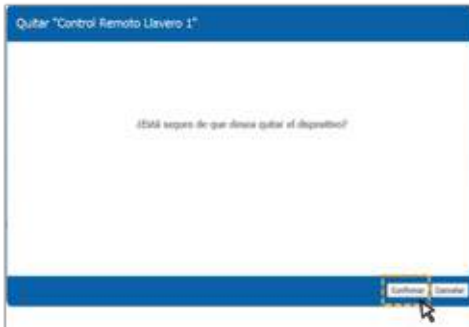 Quitar "Control Remoto Llavero 1"
¿Está seguro de que desea quitar el dispositivo?
Confirmar Cancelar